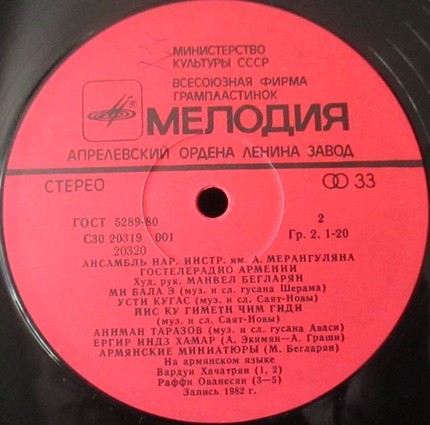 МИНИСТЕРСТВО
КУЛЬТУРЫ СССР
ВСЕСОЮЗНАЯ ФИРМА
ГРАМПЛАСТИНОК
МЕЛОДИЯ
АПРЕЛЕВСКИЙ ОРДЕНА ЛЕНИНА ЗАВОД
СТЕРЕО 33
ГОСТ 5289-80 2
С30 20319 001 Гр. 2. 1-20
20320
АНСАМБЛЬ НАР. ИНСТР. им. А. МЕРАНГУЛЯНА
ГОСТЕЛЕРАДИО АРМЕНИИ
Худ. рук. МАНВЕЛ БЕГЛАРЯН
МИ БАЛА Э (муз. и сл. гусана Шерама)
УСТИ КУГАС (муз. и сл. Саят-Новы)
ЙИС КУ ГИМЕТН ЧИМ ГИДИ
(муз. и сл. Саят-Новы)
АННМАН ТАРАЗОВ (муз. и сл. гусана Аваси)
ЕРГИР ИНДЗ ХАМАР (А. Экимян—А. Граши)
АРМЯНСКИЕ МИНИАТЮРЫ (М. Бегларян)
На армянском языке
Вардуи Хачатрян (1, 2)
Раффи Ованесян (3—5)
Запись 1982 г.